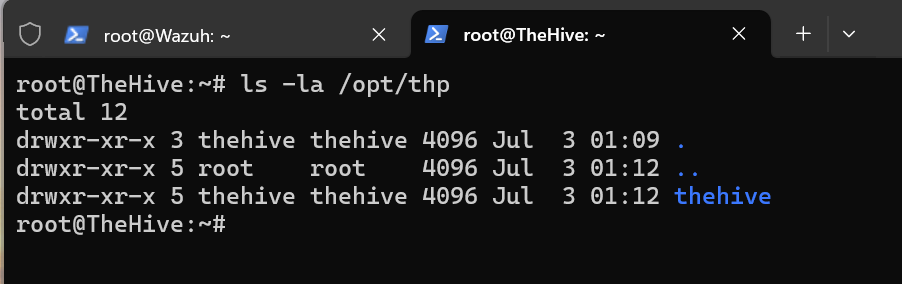 root@Wazuh: ~
root@TheHive: ~
root@TheHive:~# ls -la /opt/thp
total 12
drwxr-xr-x 3 thehive thehive 4096 Jul  3 01:09 .
drwxr-xr-x 5 root    root    4096 Jul  3 01:12 ..
drwxr-xr-x 5 thehive thehive 4096 Jul  3 01:12 thehive
root@TheHive:~#